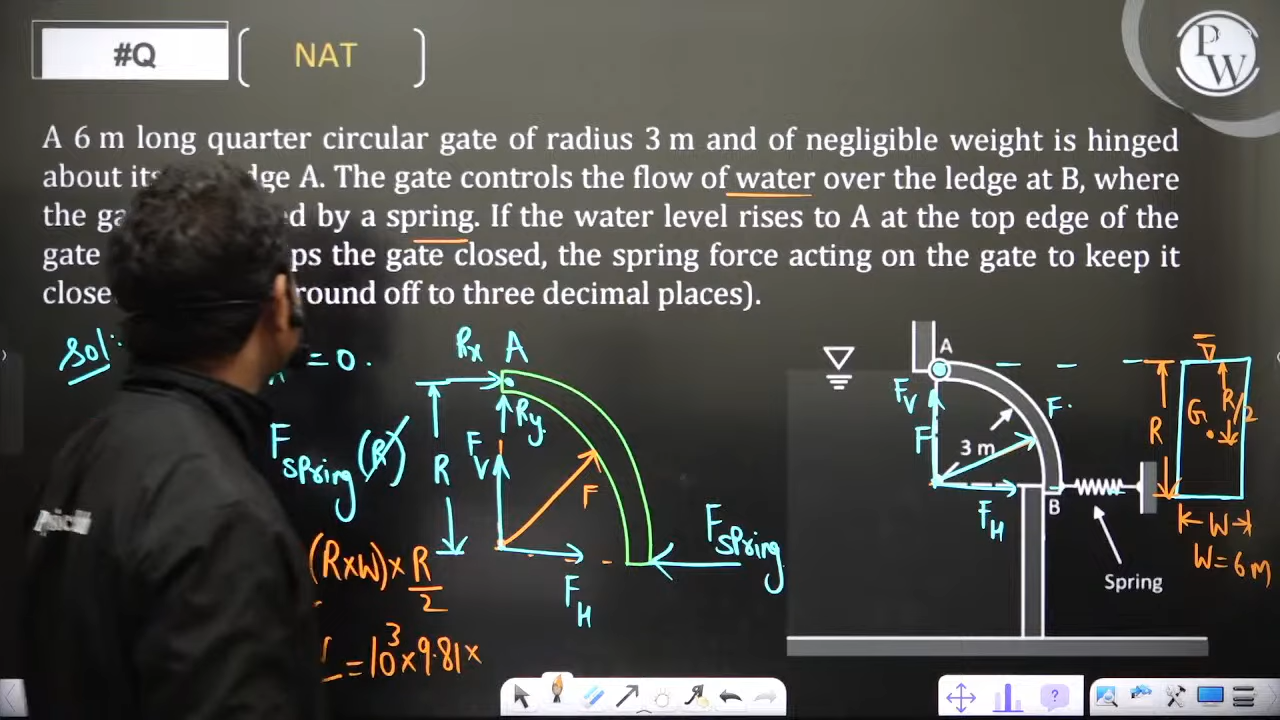 #Q
NAT
PW
A 6 m long quarter circular gate of radius 3 m and of negligible weight is hinged
about its dge A. The gate controls the flow of water over the ledge at B, where
the ga d by a spring. If the water level rises to A at the top edge of the
gate ps the gate closed, the spring force acting on the gate to keep it
close round off to three decimal places).
Sol:
= 0.
Rx A
Ry
Fspring (R)
R
FV
F
FH
Fspring
(R×W) × R/2
= 10³ × 9.81 ×
A
FV
F
F
3 m
FH
B
Spring
R
G
R/2
W
W = 6 m